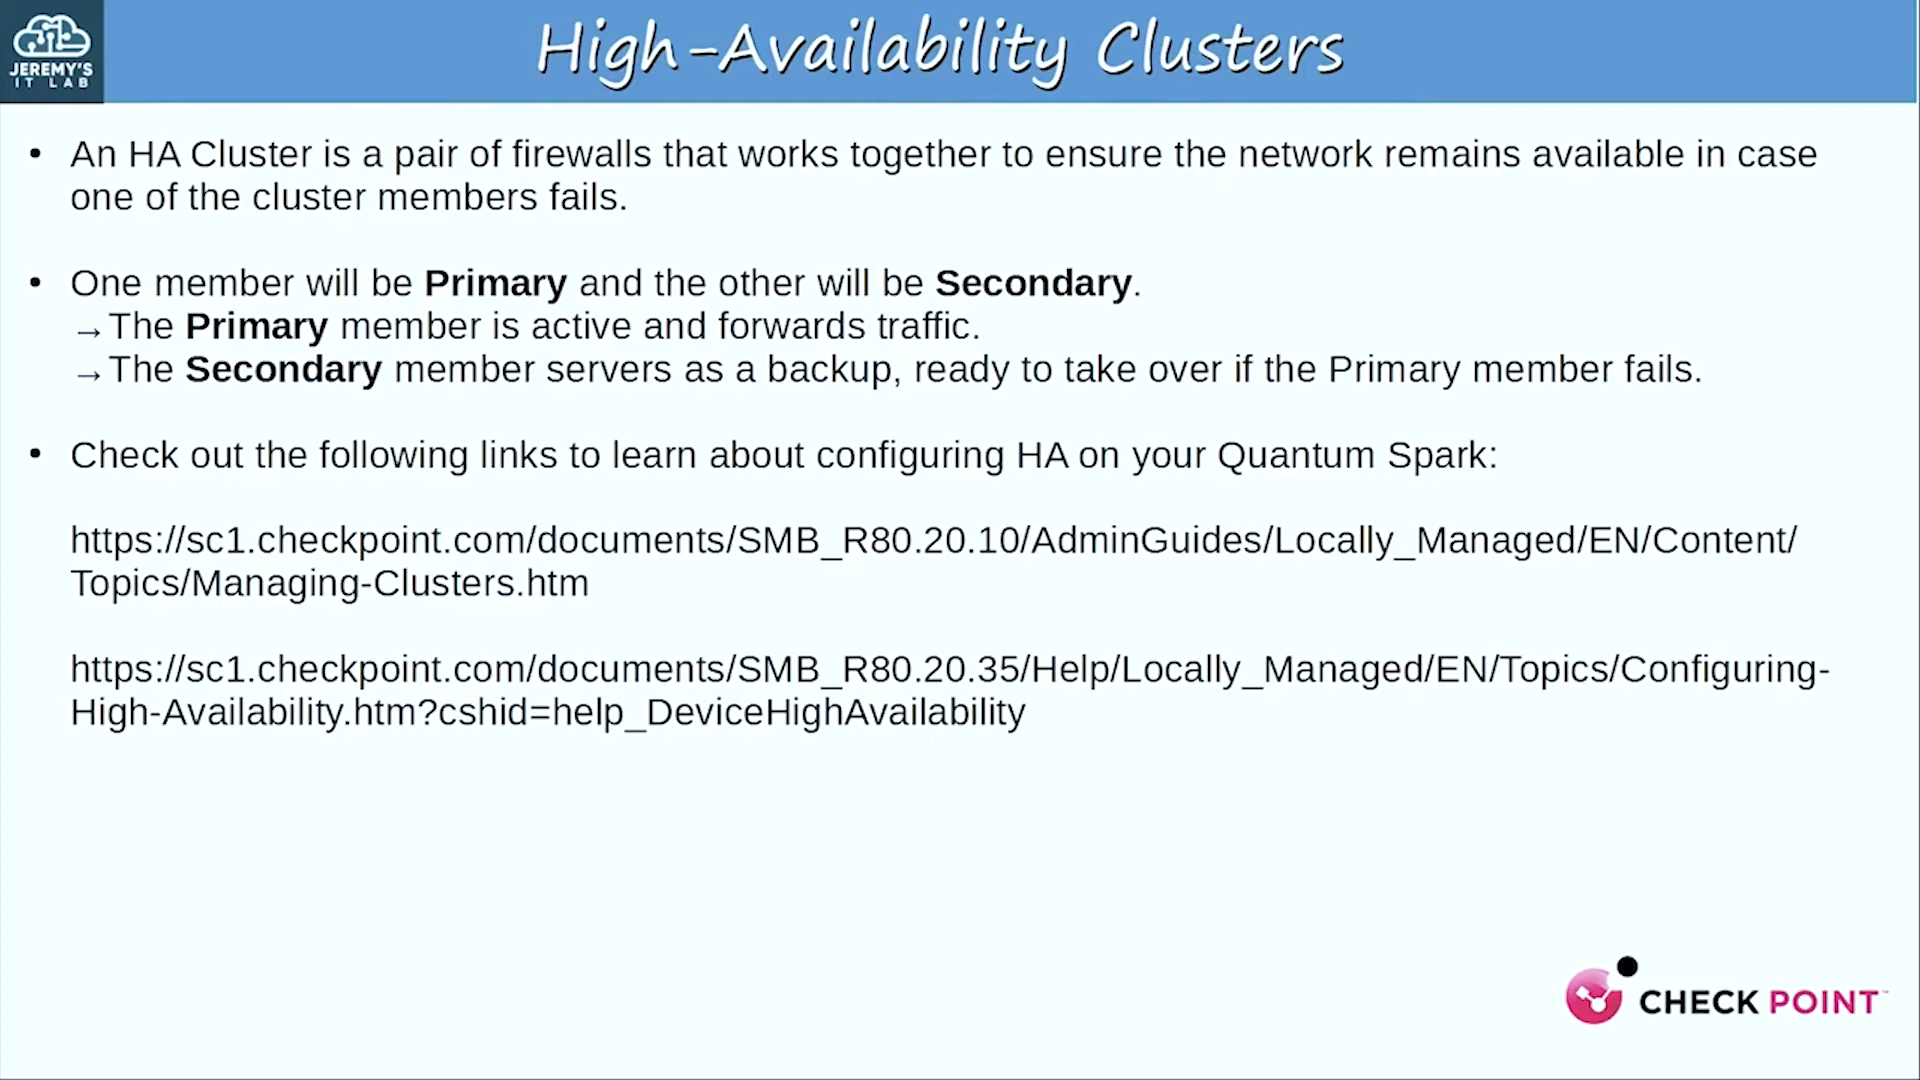 JEREMY'S
IT LAB
High-Availability Clusters
• An HA Cluster is a pair of firewalls that works together to ensure the network remains available in case
one of the cluster members fails.
• One member will be Primary and the other will be Secondary.
→The Primary member is active and forwards traffic.
→The Secondary member servers as a backup, ready to take over if the Primary member fails.
• Check out the following links to learn about configuring HA on your Quantum Spark:
https://sc1.checkpoint.com/documents/SMB_R80.20.10/AdminGuides/Locally_Managed/EN/Content/
Topics/Managing-Clusters.htm
https://sc1.checkpoint.com/documents/SMB_R80.20.35/Help/Locally_Managed/EN/Topics/Configuring-
High-Availability.htm?cshid=help_DeviceHighAvailability
CHECK POINT™